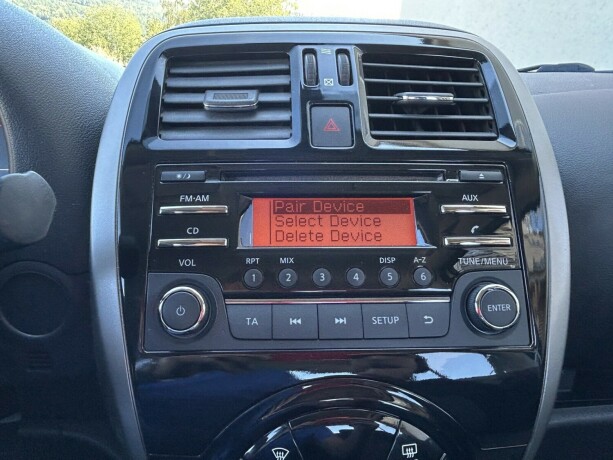 FM·AM
AUX
Pair Device
Select Device
Delete Device
CD
VOL
RPT MIX DISP A-Z
TUNE/MENU
1 2 3 4 5 6
ENTER
TA SETUP